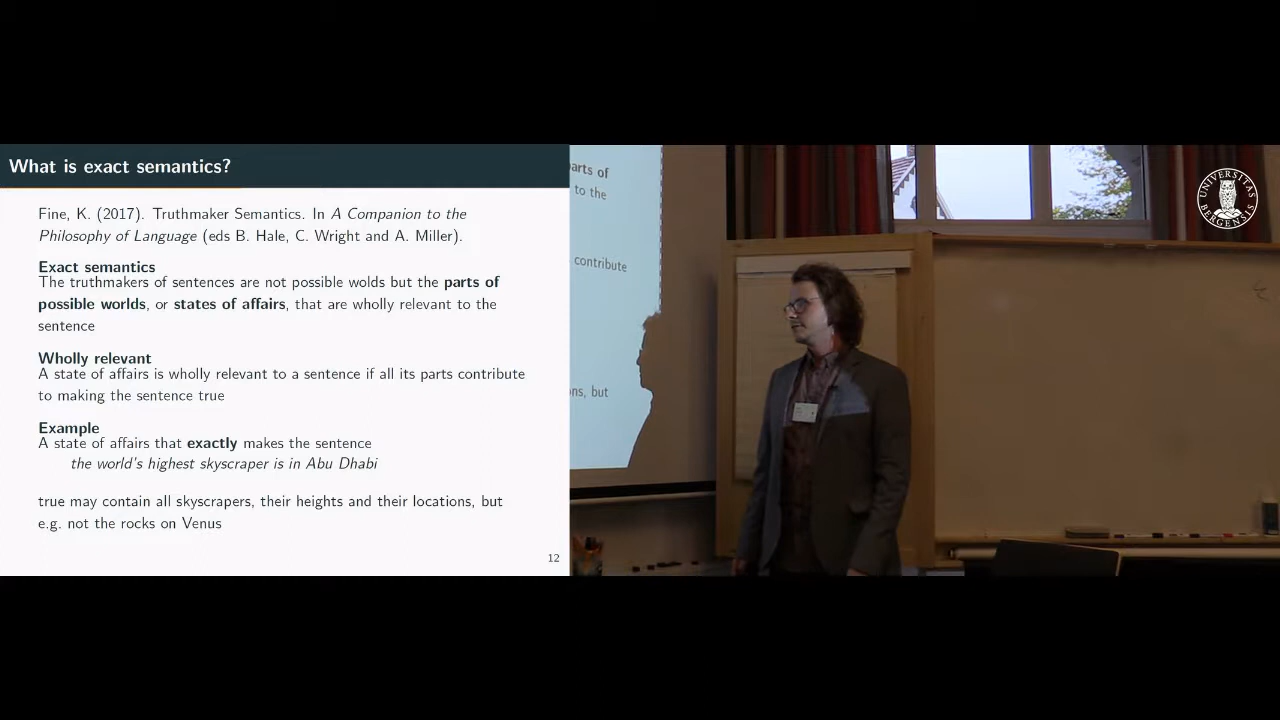 What is exact semantics?
Fine, K. (2017). Truthmaker Semantics. In A Companion to the
Philosophy of Language (eds B. Hale, C. Wright and A. Miller).
Exact semantics
The truthmakers of sentences are not possible wolds but the parts of
possible worlds, or states of affairs, that are wholly relevant to the
sentence
Wholly relevant
A state of affairs is wholly relevant to a sentence if all its parts contribute
to making the sentence true
Example
A state of affairs that exactly makes the sentence
the world's highest skyscraper is in Abu Dhabi
true may contain all skyscrapers, their heights and their locations, but
e.g. not the rocks on Venus
12
arts of
to the
contribute
ns, but
UNIVERSITAS
BERGENSIS